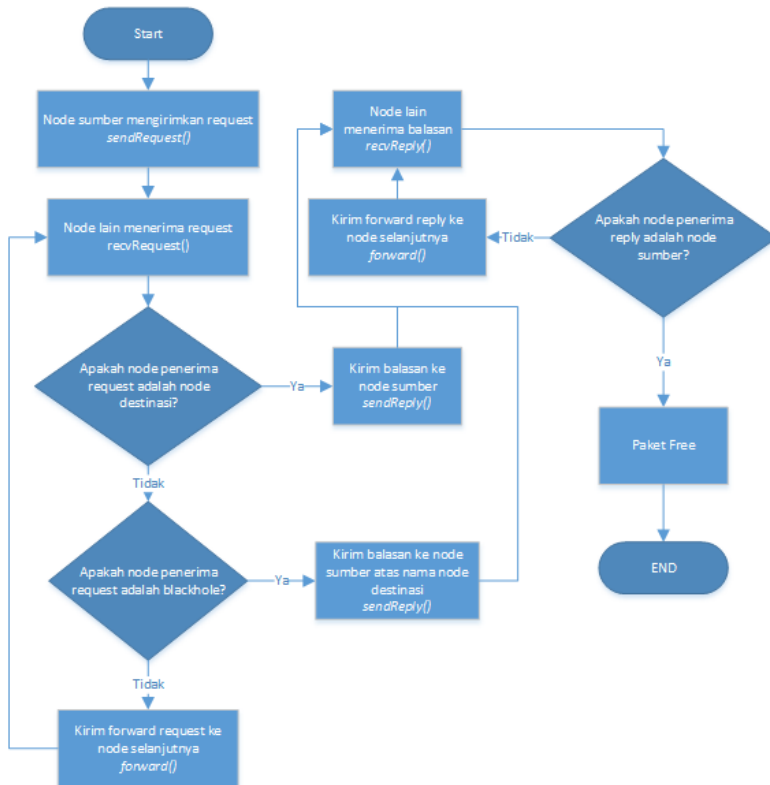 Start
Node sumber mengirimkan request
sendRequest()
Node lain menerima request
recvRequest()
Apakah node penerima
request adalah node
destinasi?
Ya
Kirim balasan ke
node sumber
sendReply()
Tidak
Apakah node penerima
request adalah blackhole?
Ya
Kirim balasan ke node
sumber atas nama node
destinasi
sendReply()
Tidak
Kirim forward request ke
node selanjutnya
forward()
Node lain
menerima balasan
recvReply()
Apakah node penerima
reply adalah node
sumber?
Tidak
Kirim forward reply ke
node selanjutnya
forward()
Ya
Paket Free
END